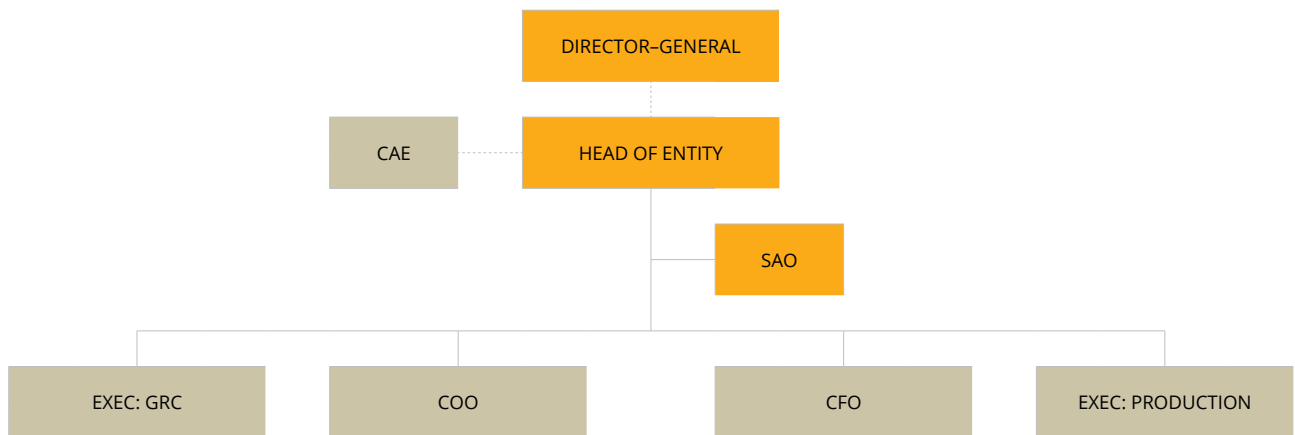 DIRECTOR–GENERAL
CAE
HEAD OF ENTITY
SAO
EXEC: GRC
COO
CFO
EXEC: PRODUCTION